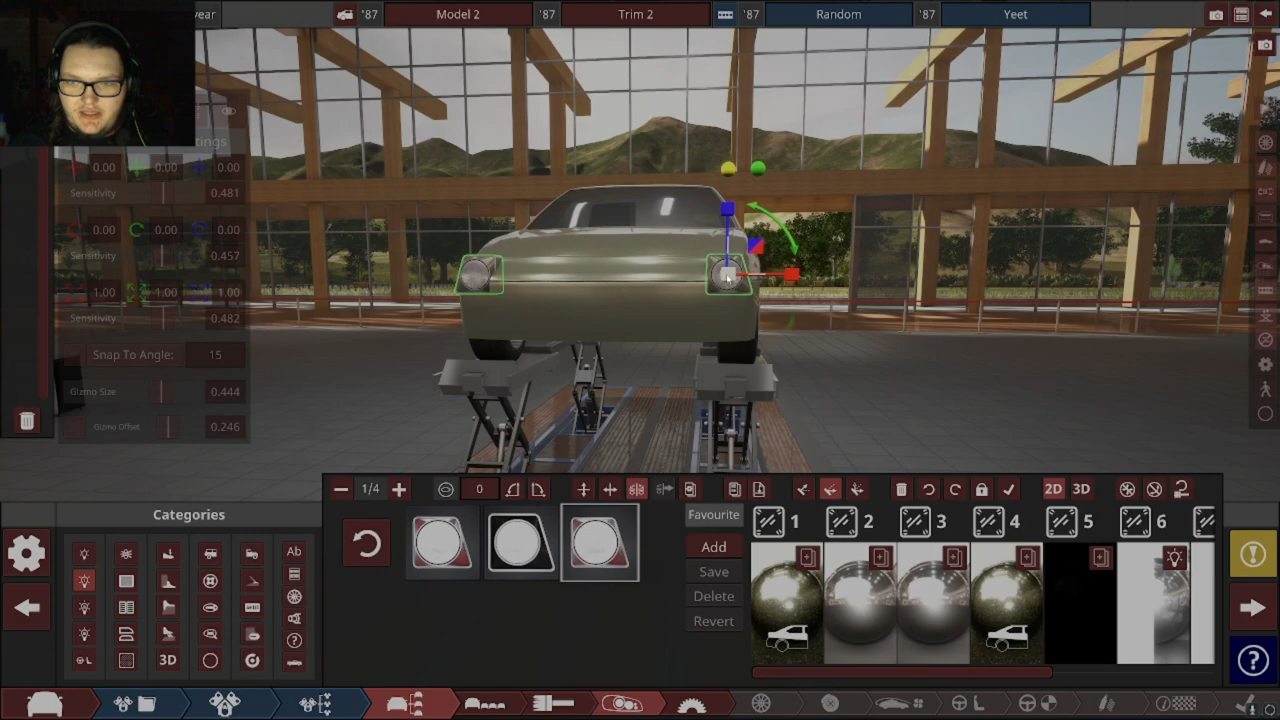 year '87 Model 2 '87 Trim 2 '87 Random '87 Yeet
tings
0.00 0.00 0.00
Sensitivity 0.481
0.00 0.00 0.00
Sensitivity 0.457
1.00 1.00 1.00
Sensitivity 0.482
Snap To Angle: 15
Gizmo Size 0.444
Gizmo Offset 0.246
1/4 0 2D 3D
Categories
Favourite
1 2 3 4 5 6
Add
Save
Delete
Revert
Ab
L
3D